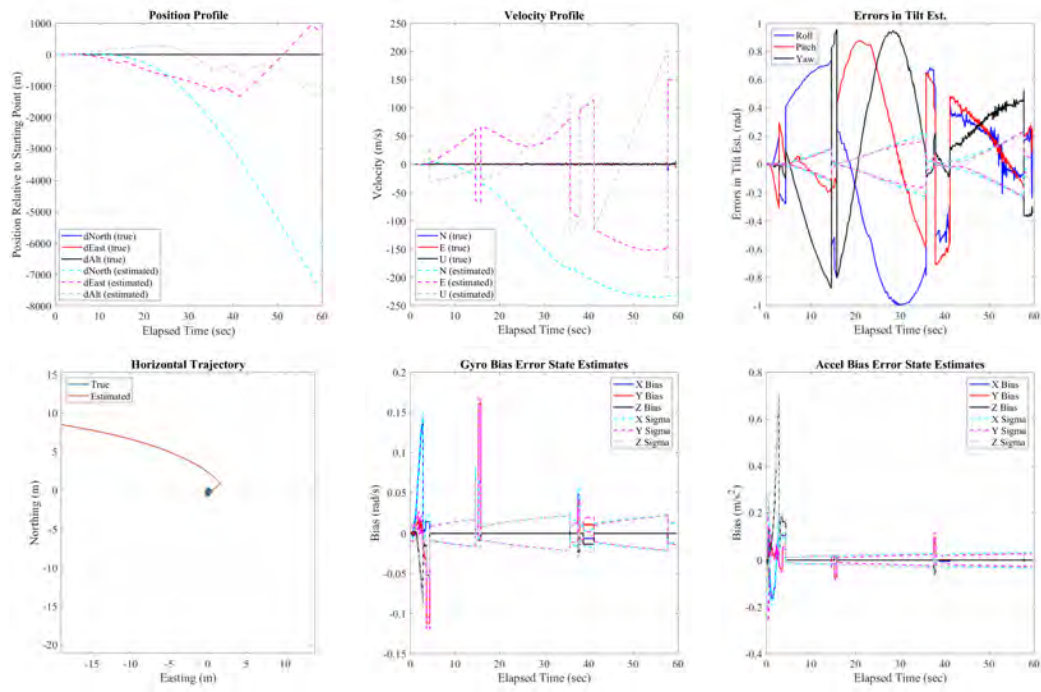 Position Profile
1000
0
-1000
-2000
-3000
-4000
-5000
-6000
-7000
-8000
Position Relative to Starting Point (m)
dNorth (true)
dEast (true)
dAlt (true)
dNorth (estimated)
dEast (estimated)
dAlt (estimated)
0 10 20 30 40 50 60
Elapsed Time (sec)
Velocity Profile
250
200
150
100
50
0
-50
-100
-150
-200
-250
Velocity (m/s)
N (true)
E (true)
U (true)
N (estimated)
E (estimated)
U (estimated)
0 10 20 30 40 50 60
Elapsed Time (sec)
Errors in Tilt Est.
1
0.8
0.6
0.4
0.2
0
-0.2
-0.4
-0.6
-0.8
-1
Errors in Tilt Est. (rad)
Roll
Pitch
Yaw
0 10 20 30 40 50 60
Elapsed Time (sec)
Horizontal Trajectory
15
10
5
0
-5
-10
-15
-20
Northing (m)
True
Estimated
-15 -10 -5 0 5 10
Easting (m)
Gyro Bias Error State Estimates
0.2
0.15
0.1
0.05
0
-0.05
-0.1
-0.15
Bias (rad/s)
X Bias
Y Bias
Z Bias
X Sigma
Y Sigma
Z Sigma
0 10 20 30 40 50 60
Elapsed Time (sec)
Accel Bias Error State Estimates
0.8
0.6
0.4
0.2
0
-0.2
-0.4
Bias (m/s²)
X Bias
Y Bias
Z Bias
X Sigma
Y Sigma
Z Sigma
0 10 20 30 40 50 60
Elapsed Time (sec)